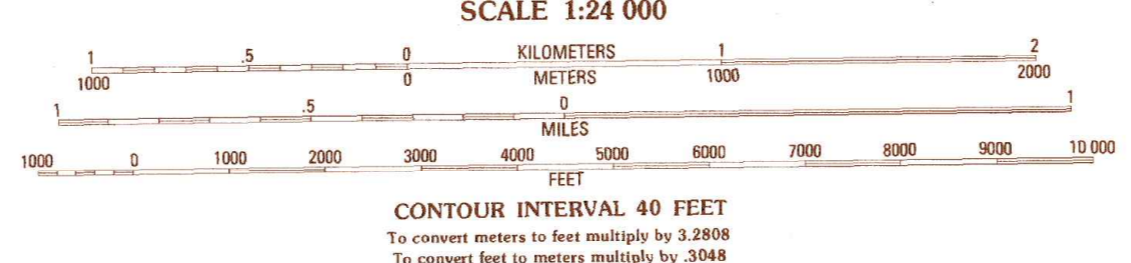 SCALE 1:24 000
1 .5 0 KILOMETERS 1 2
1000 0 METERS 1000 2000
1 .5 0 1
MILES
1000 0 1000 2000 3000 4000 5000 6000 7000 8000 9000 10 000
FEET
CONTOUR INTERVAL 40 FEET
To convert meters to feet multiply by 3.2808
To convert feet to meters multiply by .3048